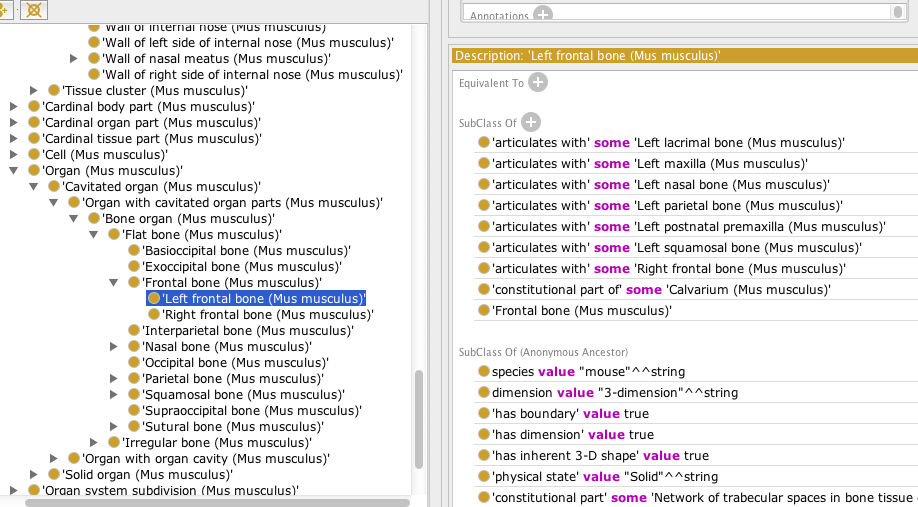 'Wall of internal nose (Mus musculus)'
'Wall of left side of internal nose (Mus musculus)'
'Wall of nasal meatus (Mus musculus)'
'Wall of right side of internal nose (Mus musculus)'
'Tissue cluster (Mus musculus)'
'Cardinal body part (Mus musculus)'
'Cardinal organ part (Mus musculus)'
'Cardinal tissue part (Mus musculus)'
'Cell (Mus musculus)'
'Organ (Mus musculus)'
'Cavitated organ (Mus musculus)'
'Organ with cavitated organ parts (Mus musculus)'
'Bone organ (Mus musculus)'
'Flat bone (Mus musculus)'
'Basioccipital bone (Mus musculus)'
'Exoccipital bone (Mus musculus)'
'Frontal bone (Mus musculus)'
'Left frontal bone (Mus musculus)'
'Right frontal bone (Mus musculus)'
'Interparietal bone (Mus musculus)'
'Nasal bone (Mus musculus)'
'Occipital bone (Mus musculus)'
'Parietal bone (Mus musculus)'
'Squamosal bone (Mus musculus)'
'Supraoccipital bone (Mus musculus)'
'Sutural bone (Mus musculus)'
'Irregular bone (Mus musculus)'
'Organ with organ cavity (Mus musculus)'
'Solid organ (Mus musculus)'
'Organ system subdivision (Mus musculus)'
Annotations
Description: 'Left frontal bone (Mus musculus)'
Equivalent To
SubClass Of
'articulates with' some 'Left lacrimal bone (Mus musculus)'
'articulates with' some 'Left maxilla (Mus musculus)'
'articulates with' some 'Left nasal bone (Mus musculus)'
'articulates with' some 'Left parietal bone (Mus musculus)'
'articulates with' some 'Left postnatal premaxilla (Mus musculus)'
'articulates with' some 'Left squamosal bone (Mus musculus)'
'articulates with' some 'Right frontal bone (Mus musculus)'
'constitutional part of' some 'Calvarium (Mus musculus)'
'Frontal bone (Mus musculus)'
SubClass Of (Anonymous Ancestor)
species value "mouse"^^string
dimension value "3-dimension"^^string
'has boundary' value true
'has dimension' value true
'has inherent 3-D shape' value true
'physical state' value "Solid"^^string
'constitutional part' some 'Network of trabecular spaces in bone tissue